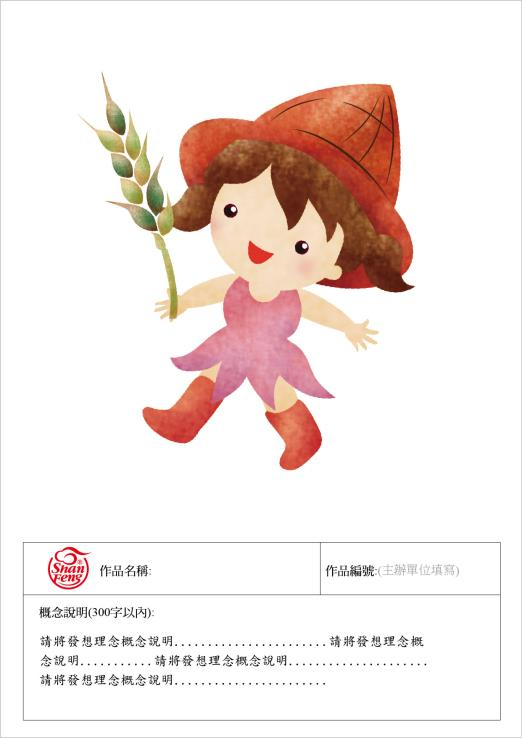 Shan
Feng
®
作品名稱:
作品編號:(主辦單位填寫)
概念說明(300字以內):
請將發想理念概念說明.......................請將發想理念概
念說明...........請將發想理念概念說明.....................
請將發想理念概念說明.......................